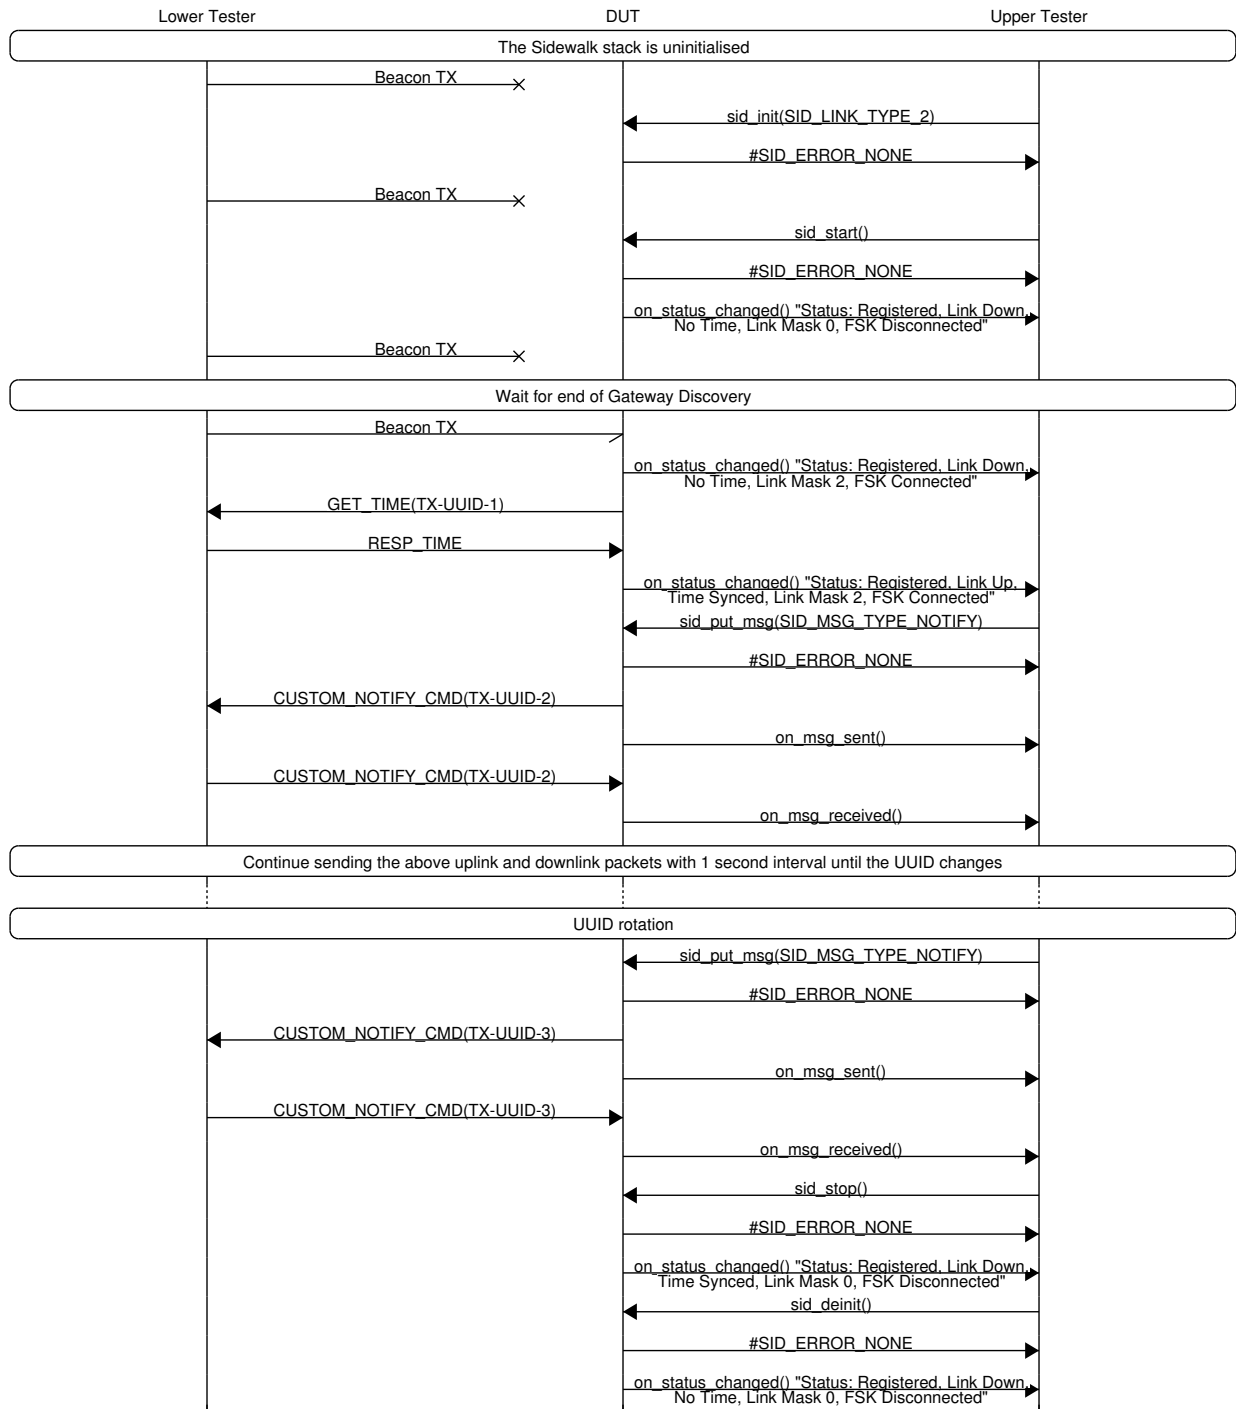 Lower Tester DUT Upper Tester
The Sidewalk stack is uninitialised
Beacon TX
sid_init(SID_LINK_TYPE_2)
#SID_ERROR_NONE
Beacon TX
sid_start()
#SID_ERROR_NONE
on_status_changed() "Status: Registered, Link Down,
No Time, Link Mask 0, FSK Disconnected"
Beacon TX
Wait for end of Gateway Discovery
Beacon TX
on_status_changed() "Status: Registered, Link Down,
No Time, Link Mask 2, FSK Connected"
GET_TIME(TX-UUID-1)
RESP_TIME
on_status_changed() "Status: Registered, Link Up,
Time Synced, Link Mask 2, FSK Connected"
sid_put_msg(SID_MSG_TYPE_NOTIFY)
#SID_ERROR_NONE
CUSTOM_NOTIFY_CMD(TX-UUID-2)
on_msg_sent()
CUSTOM_NOTIFY_CMD(TX-UUID-2)
on_msg_received()
Continue sending the above uplink and downlink packets with 1 second interval until the UUID changes
UUID rotation
sid_put_msg(SID_MSG_TYPE_NOTIFY)
#SID_ERROR_NONE
CUSTOM_NOTIFY_CMD(TX-UUID-3)
on_msg_sent()
CUSTOM_NOTIFY_CMD(TX-UUID-3)
on_msg_received()
sid_stop()
#SID_ERROR_NONE
on_status_changed() "Status: Registered, Link Down,
Time Synced, Link Mask 0, FSK Disconnected"
sid_deinit()
#SID_ERROR_NONE
on_status_changed() "Status: Registered, Link Down,
No Time, Link Mask 0, FSK Disconnected"